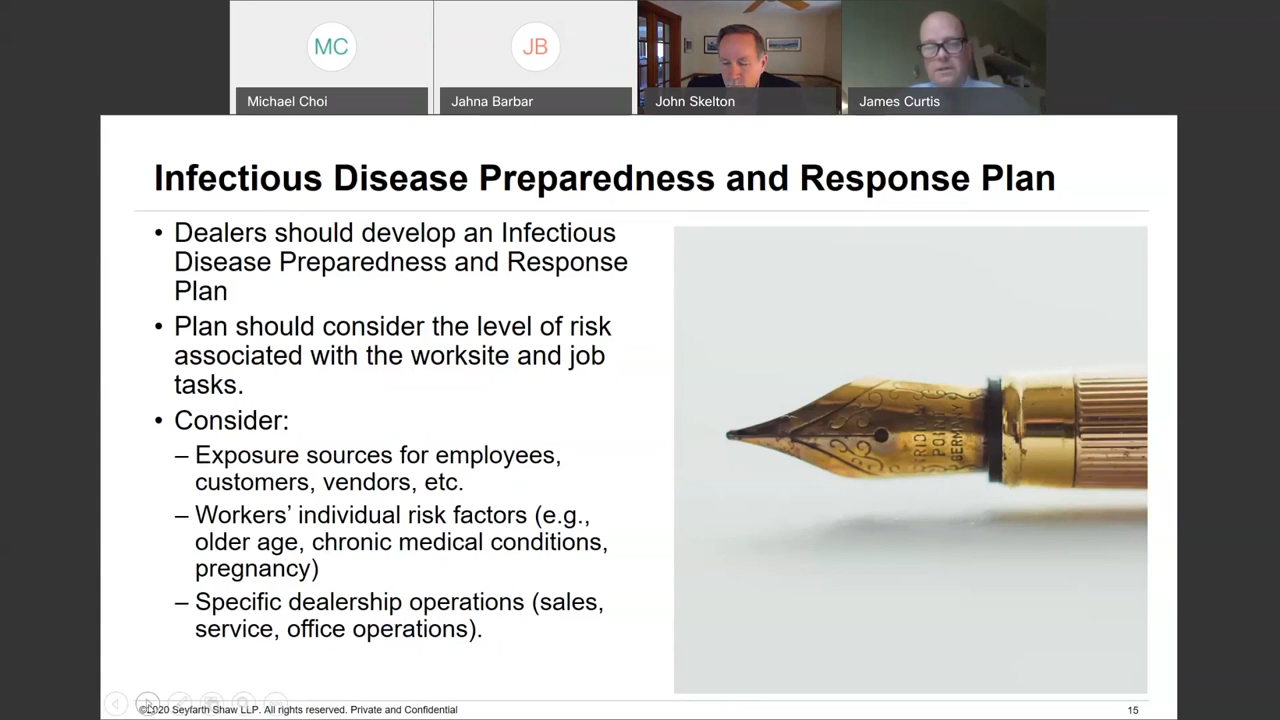 MC
JB
Michael Choi
Jahna Barbar
John Skelton
James Curtis
Infectious Disease Preparedness and Response Plan
• Dealers should develop an Infectious
Disease Preparedness and Response
Plan
• Plan should consider the level of risk
associated with the worksite and job
tasks.
• Consider:
– Exposure sources for employees,
customers, vendors, etc.
– Workers’ individual risk factors (e.g.,
older age, chronic medical conditions,
pregnancy)
– Specific dealership operations (sales,
service, office operations).
POINT
GERMANY
©2020 Seyfarth Shaw LLP. All rights reserved. Private and Confidential
15